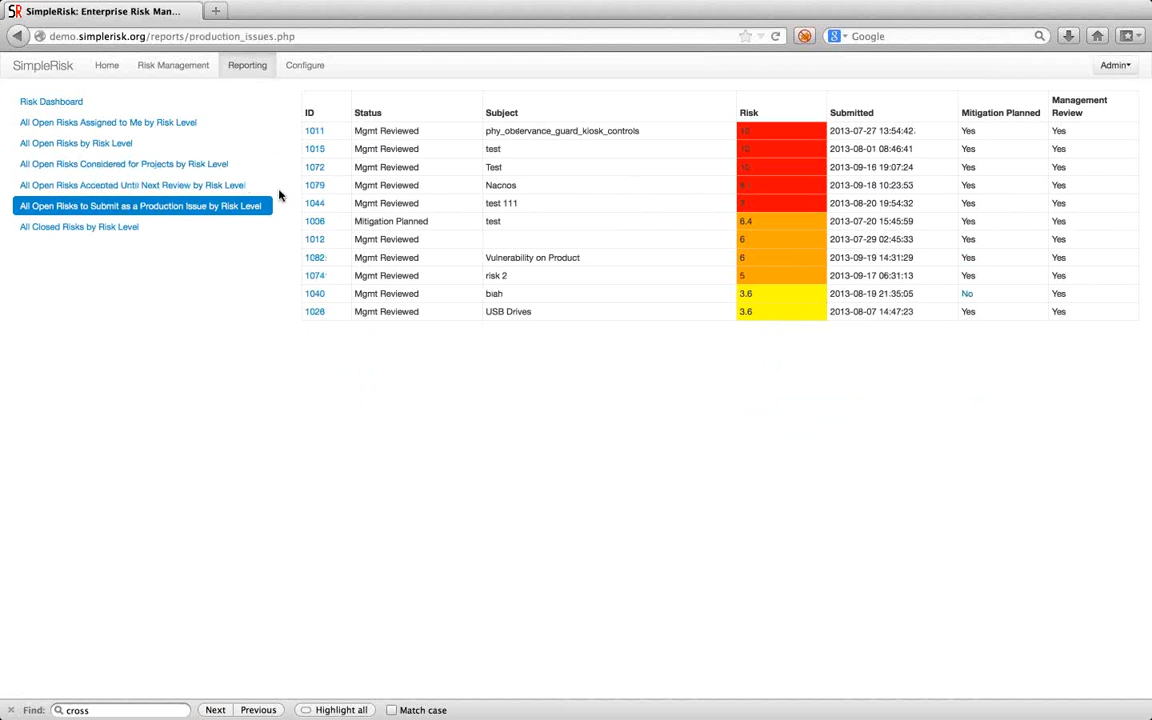 SimpleRisk: Enterprise Risk Man...
demo.simplerisk.org/reports/production_issues.php
Google
SimpleRisk Home Risk Management Reporting Configure Admin
Risk Dashboard
All Open Risks Assigned to Me by Risk Level
All Open Risks by Risk Level
All Open Risks Considered for Projects by Risk Level
All Open Risks Accepted Until Next Review by Risk Level
All Open Risks to Submit as a Production Issue by Risk Level
All Closed Risks by Risk Level
ID Status Subject Risk Submitted Mitigation Planned Management Review
1011 Mgmt Reviewed phy_observance_guard_kiosk_controls 10 2013-07-27 13:54:42 Yes Yes
1015 Mgmt Reviewed test 10 2013-08-01 08:46:41 Yes Yes
1072 Mgmt Reviewed Test 10 2013-09-16 19:07:24 Yes Yes
1079 Mgmt Reviewed Nacnos 2013-09-18 10:23:53 Yes Yes
1044 Mgmt Reviewed test 111 2013-08-20 19:54:32 Yes Yes
1006 Mitigation Planned test 6.4 2013-07-20 15:45:59 Yes Yes
1012 Mgmt Reviewed 6 2013-07-29 02:45:33 Yes Yes
1082 Mgmt Reviewed Vulnerability on Product 6 2013-09-19 14:31:29 Yes Yes
1074 Mgmt Reviewed risk 2 5 2013-09-17 06:31:13 Yes Yes
1040 Mgmt Reviewed blah 3.6 2013-08-19 21:35:05 No Yes
1026 Mgmt Reviewed USB Drives 3.6 2013-08-07 14:47:23 Yes Yes
Find: cross Next Previous Highlight all Match case